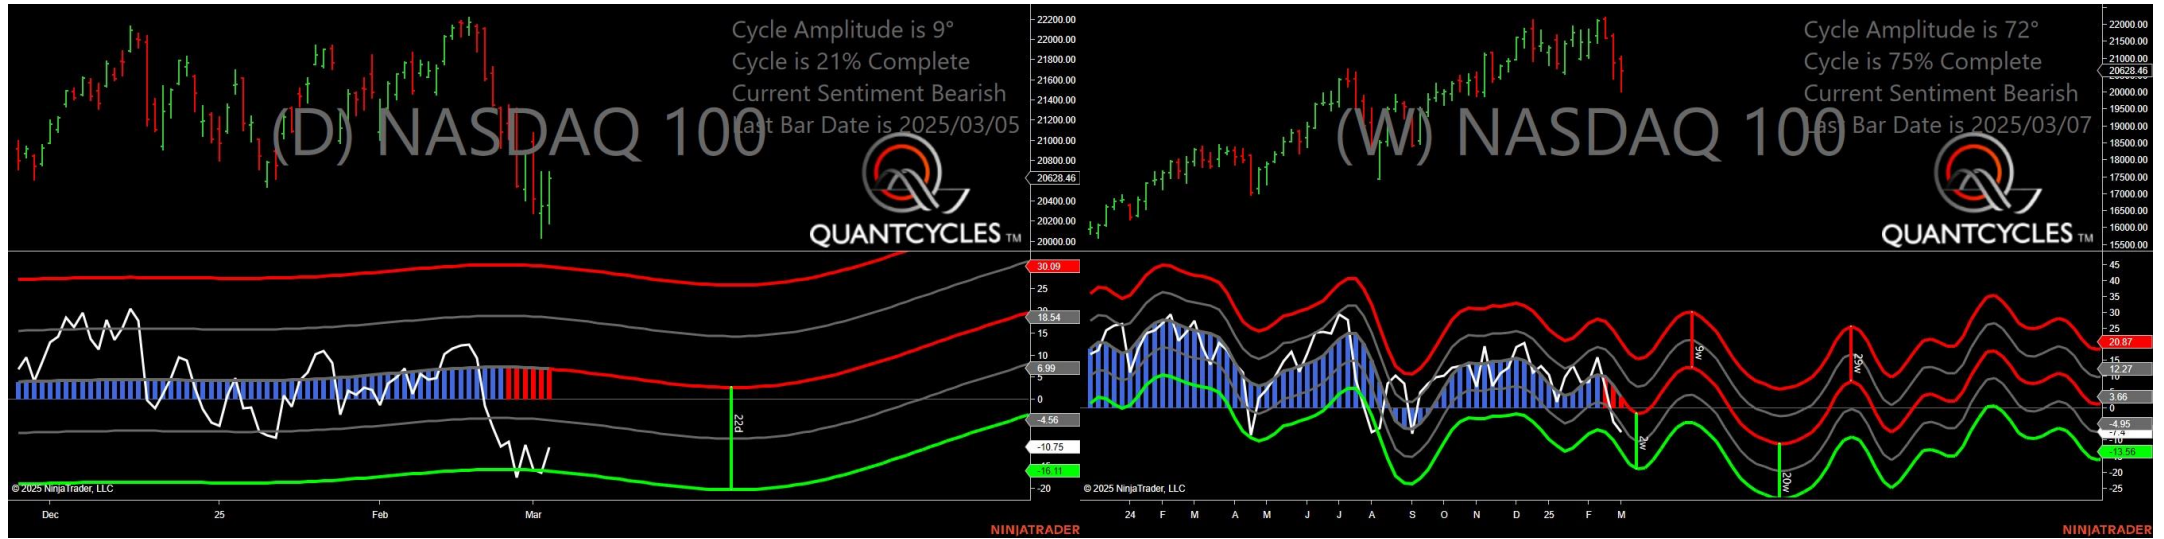 Cycle Amplitude is 9°
Cycle is 21% Complete
Current Sentiment Bearish
Last Bar Date is 2025/03/05
(D) NASDAQ 100
QUANTCYCLES TM
22200.00
22000.00
21800.00
21600.00
21400.00
21200.00
21000.00
20800.00
20628.46
20400.00
20200.00
20000.00
30.09
25
18.54
15
10
6.99
5
0
-4.56
-10.75
-16.11
-20
22d
© 2025 NinjaTrader, LLC
Dec 25 Feb Mar
NINJATRADER
Cycle Amplitude is 72°
Cycle is 75% Complete
Current Sentiment Bearish
Last Bar Date is 2025/03/07
(W) NASDAQ 100
QUANTCYCLES TM
22000.00
21500.00
21000.00
20628.46
20000.00
19500.00
19000.00
18500.00
18000.00
17500.00
17000.00
16500.00
16000.00
15500.00
45
40
35
30
25
20.87
15
12.27
10
3.66
0
-4.95
-7.4
-10
-13.56
-20
-25
9w
29w
2w
20w
© 2025 NinjaTrader, LLC
24 F M A M J J A S O N D 25 F M
NINJATRADER